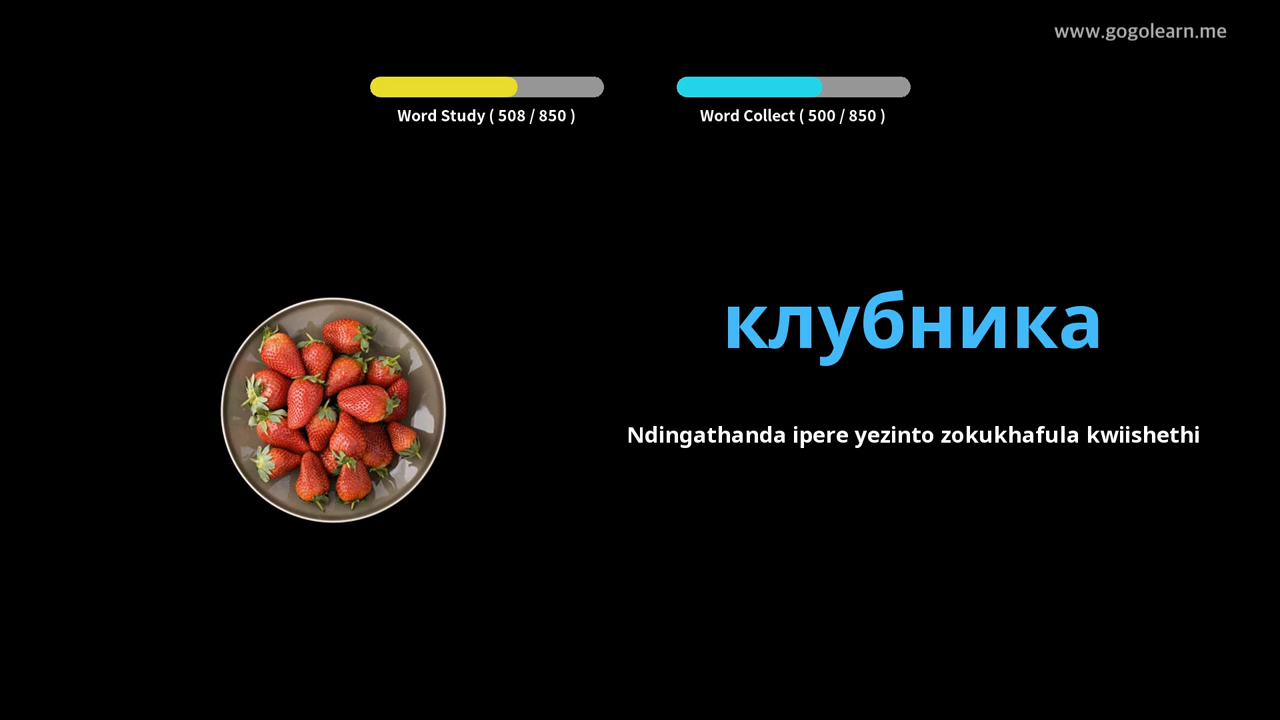 www.gogolearn.me
Word Study ( 508 / 850 )
Word Collect ( 500 / 850 )
клубника
Ndingathanda ipere yezinto zokukhafula kwiishethi